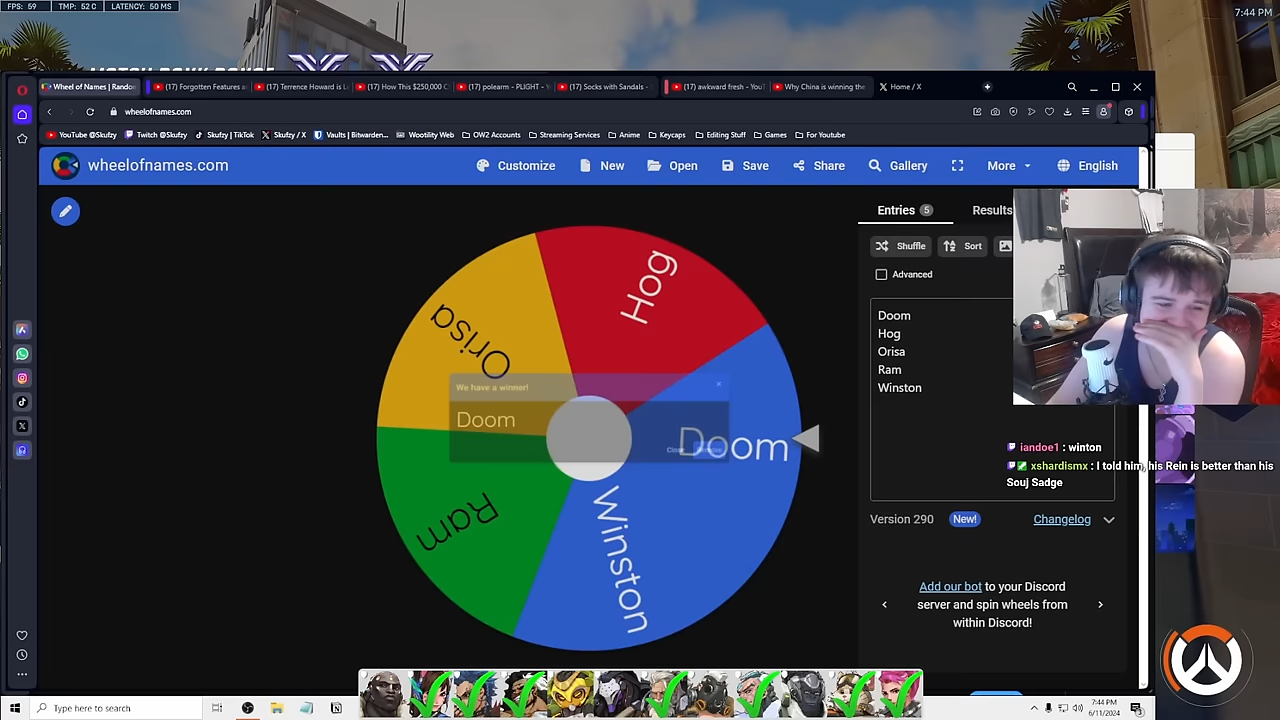 FPS: 59 TMP: 52 C LATENCY: 50 MS
7:44 PM
Wheel of Names | Rando
(17) Forgotten Features a
(17) Terrence Howard is L
(17) How This $250,000 C
(17) polearm - PLIGHT - Y
(17) Socks with Sandals -
(17) awkward fresh - YouT
(17) Why China is winning the
Home / X
wheelofnames.com
YouTube @Skufzy Twitch @Skufzy Skufzy | TikTok Skufzy / X Vaults | Bitwarden... Wootility Web OW2 Accounts Streaming Services Anime Keycaps Editing Stuff Games For Youtube
wheelofnames.com
Customize New Open Save Share Gallery More English
Entries 5 Results
Shuffle Sort
Advanced
Doom
Hog
Orisa
Ram
Winston
Hog
Orisa
We have a winner!
Doom
Close
Doom
Ram
Winston
iandoe1 : winton
xshardismx : I told him, his Rein is better than his
Souj Sadge
Version 290 New! Changelog
Add our bot to your Discord
server and spin wheels from
within Discord!
Type here to search
7:44 PM
6/11/2024